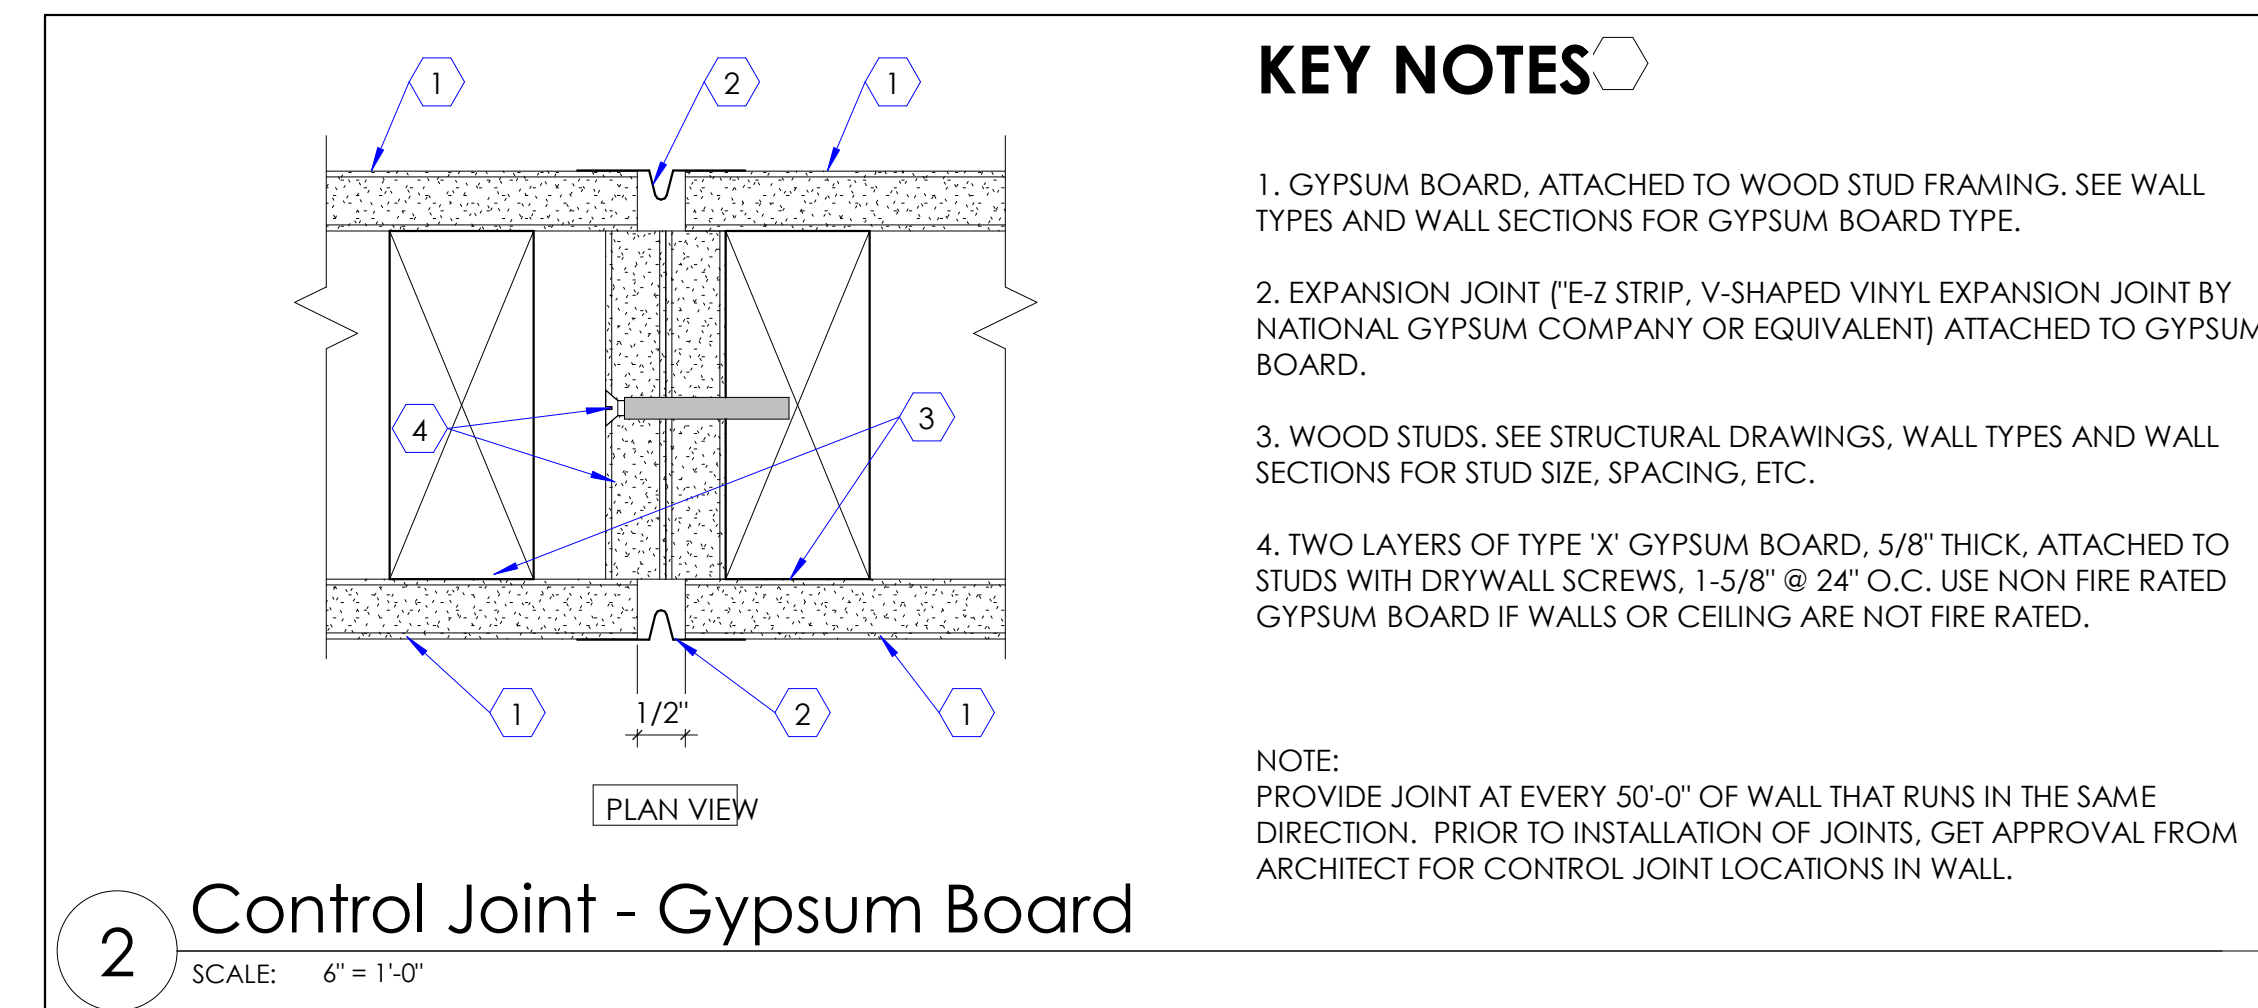 1
2
1
4
3
1
1/2"
2
1
PLAN VIEW
2
Control Joint - Gypsum Board
SCALE: 6" = 1'-0"
KEY NOTES
1. GYPSUM BOARD, ATTACHED TO WOOD STUD FRAMING. SEE WALL
TYPES AND WALL SECTIONS FOR GYPSUM BOARD TYPE.
2. EXPANSION JOINT ("E-Z STRIP, V-SHAPED VINYL EXPANSION JOINT BY
NATIONAL GYPSUM COMPANY OR EQUIVALENT) ATTACHED TO GYPSUM
BOARD.
3. WOOD STUDS. SEE STRUCTURAL DRAWINGS, WALL TYPES AND WALL
SECTIONS FOR STUD SIZE, SPACING, ETC.
4. TWO LAYERS OF TYPE 'X' GYPSUM BOARD, 5/8" THICK, ATTACHED TO
STUDS WITH DRYWALL SCREWS, 1-5/8" @ 24" O.C. USE NON FIRE RATED
GYPSUM BOARD IF WALLS OR CEILING ARE NOT FIRE RATED.
NOTE:
PROVIDE JOINT AT EVERY 50'-0" OF WALL THAT RUNS IN THE SAME
DIRECTION.  PRIOR TO INSTALLATION OF JOINTS, GET APPROVAL FROM
ARCHITECT FOR CONTROL JOINT LOCATIONS IN WALL.